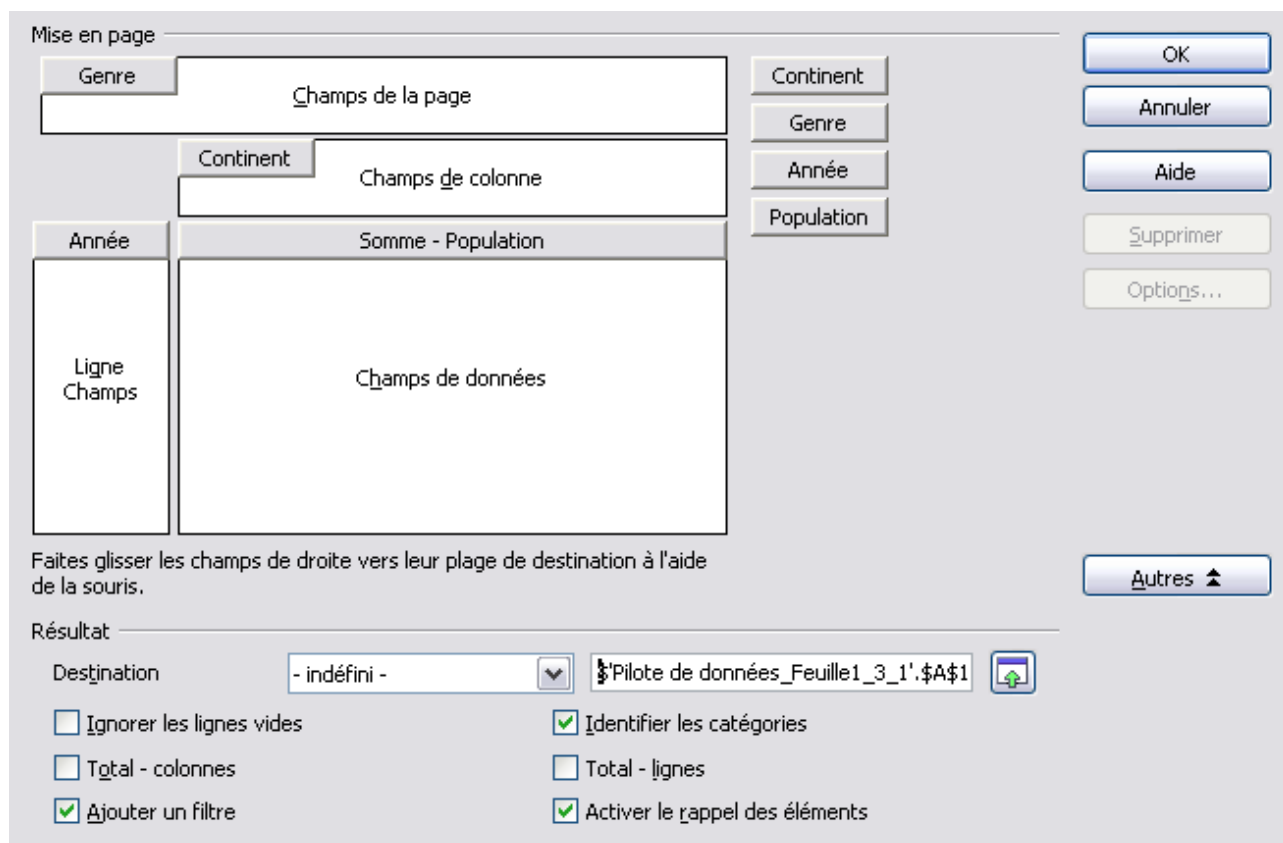 Mise en page
Genre
Champs de la page
Continent
Champs de colonne
Année
Somme - Population
Ligne
Champs
Champs de données
Continent
Genre
Année
Population
OK
Annuler
Aide
Supprimer
Options...
Faites glisser les champs de droite vers leur plage de destination à l'aide
de la souris.
Autres
Résultat
Destination
- indéfini -
$'Pilote de données_Feuille1_3_1'.$A$1
Ignorer les lignes vides
Identifier les catégories
Total - colonnes
Total - lignes
Ajouter un filtre
Activer le rappel des éléments